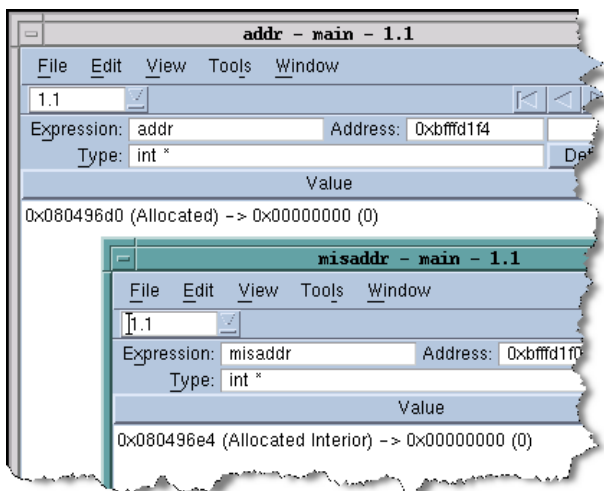 addr - main - 1.1
File Edit View Tools Window
1.1
Expression: addr Address: 0xbfffd1f4
Type: int *
Value
0x080496d0 (Allocated) -> 0x00000000 (0)
misaddr - main - 1.1
File Edit View Tools Window
1.1
Expression: misaddr Address: 0xbfffd1f0
Type: int *
Value
0x080496e4 (Allocated Interior) -> 0x00000000 (0)